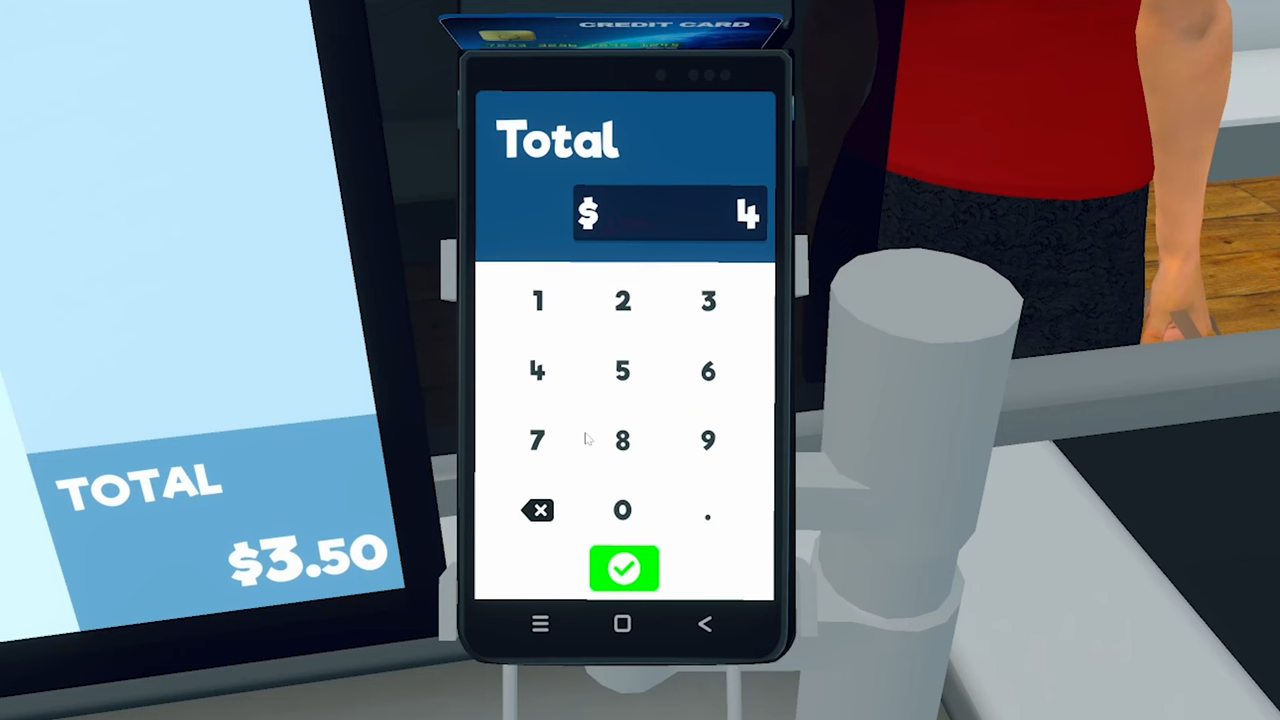 CREDIT CARD
Total
$ 4
1 2 3
4 5 6
7 8 9
0 .
TOTAL
$3.50